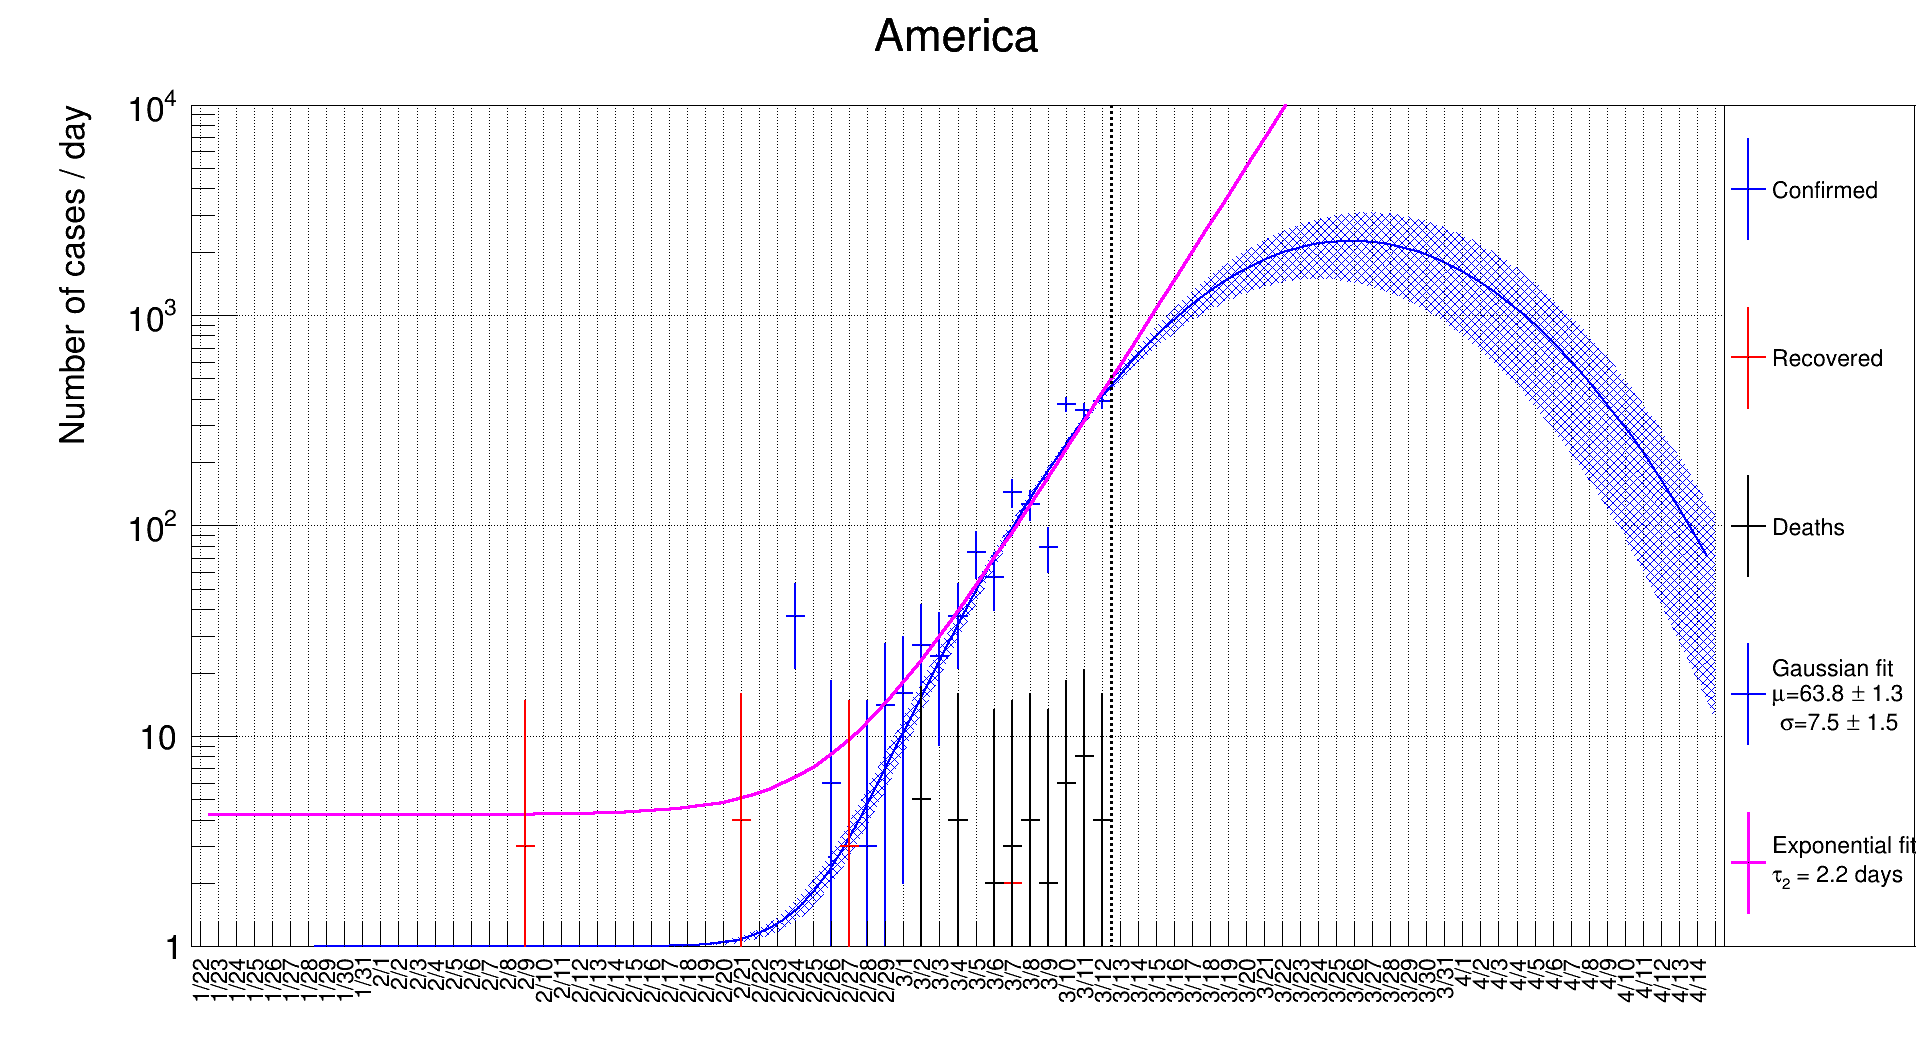 America
Number of cases / day
10⁴
10³
10²
10
1
1/22 1/23 1/24 1/25 1/26 1/27 1/28 1/29 1/30 1/31 2/1 2/2 2/3 2/4 2/5 2/6 2/7 2/8 2/9 2/10 2/11 2/12 2/13 2/14 2/15 2/16 2/17 2/18 2/19 2/20 2/21 2/22 2/23 2/24 2/25 2/26 2/27 2/28 2/29 3/1 3/2 3/3 3/4 3/5 3/6 3/7 3/8 3/9 3/10 3/11 3/12 3/13 3/14 3/15 3/16 3/17 3/18 3/19 3/20 3/21 3/22 3/23 3/24 3/25 3/26 3/27 3/28 3/29 3/30 3/31 4/1 4/2 4/3 4/4 4/5 4/6 4/7 4/8 4/9 4/10 4/11 4/12 4/13 4/14
Confirmed
Recovered
Deaths
Gaussian fit
μ=63.8 ± 1.3
σ=7.5 ± 1.5
Exponential fit
τ₂ = 2.2 days